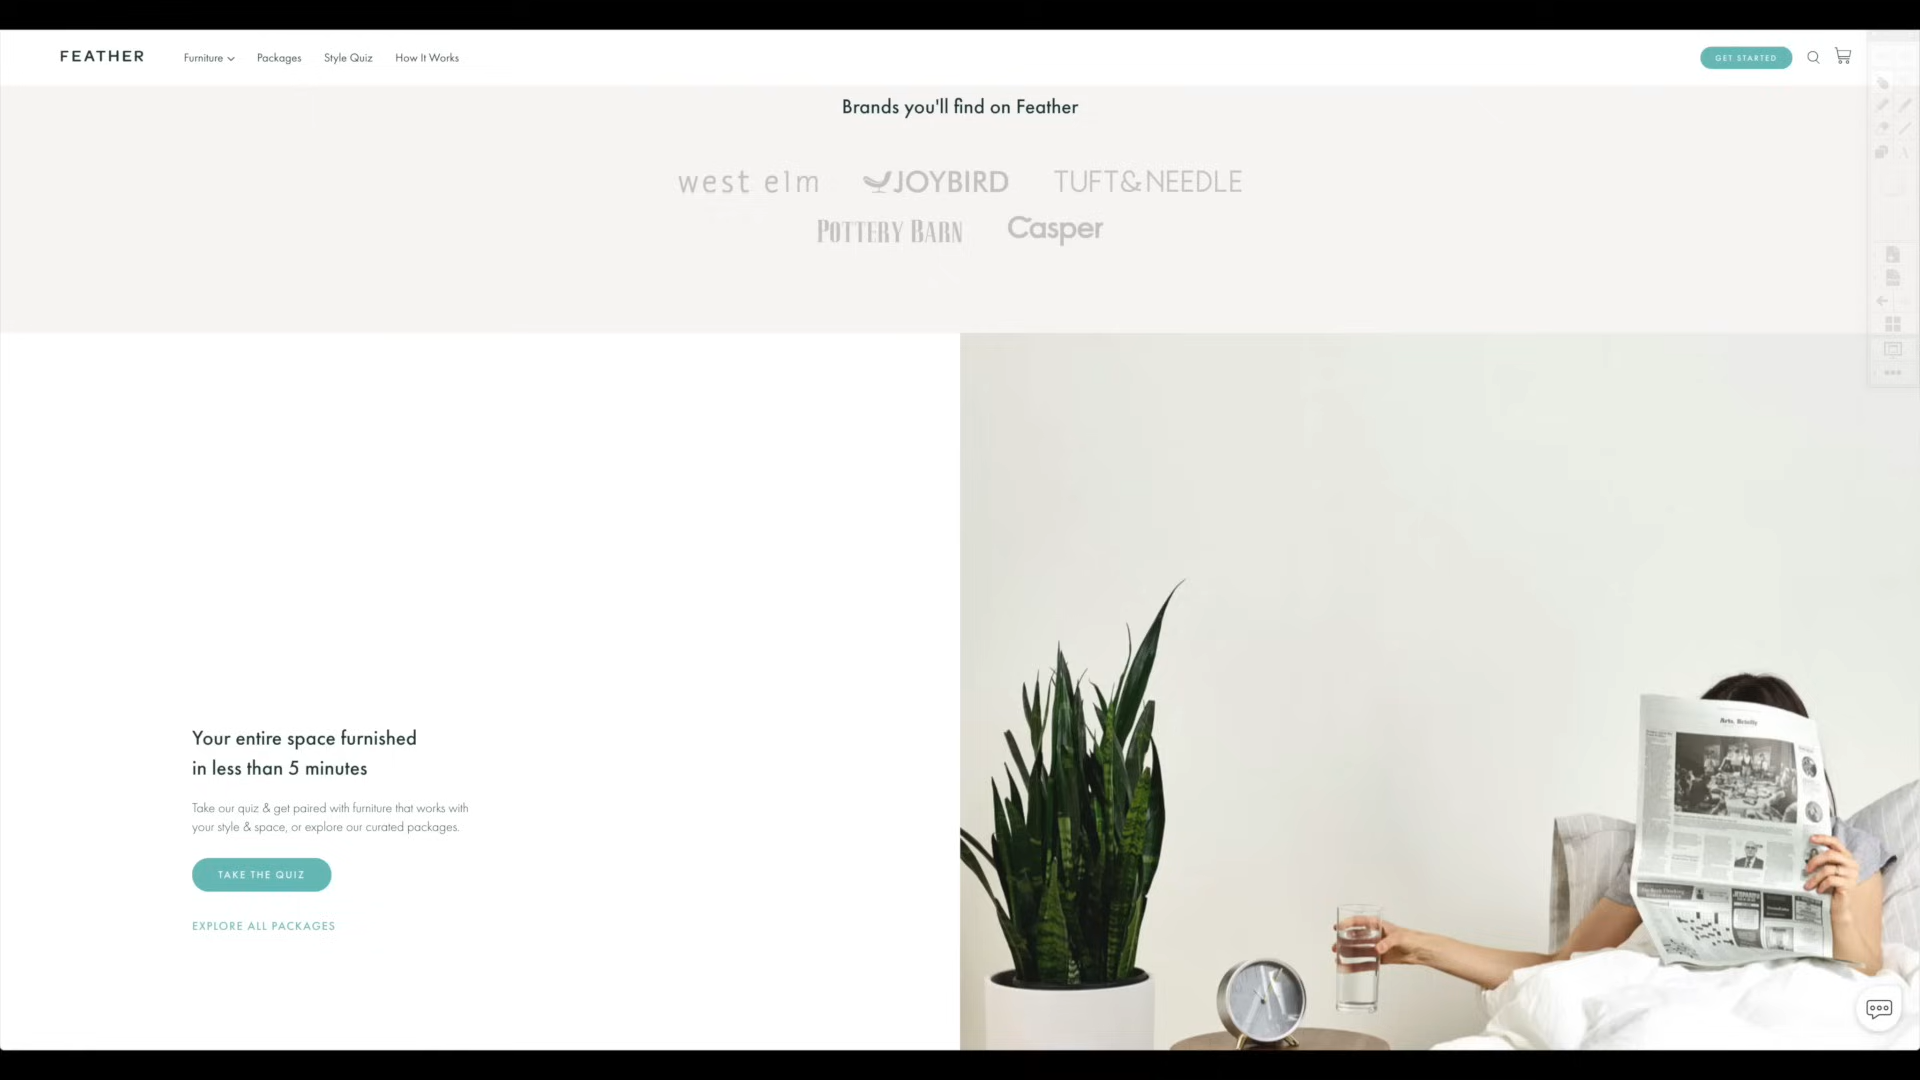 FEATHER
Furniture
Packages
Style Quiz
How It Works
GET STARTED
Brands you'll find on Feather
west elm
JOYBIRD
TUFT&NEEDLE
POTTERY BARN
Casper
Your entire space furnished
in less than 5 minutes
Take our quiz & get paired with furniture that works with
your style & space, or explore our curated packages.
TAKE THE QUIZ
EXPLORE ALL PACKAGES
Arts, Briefly